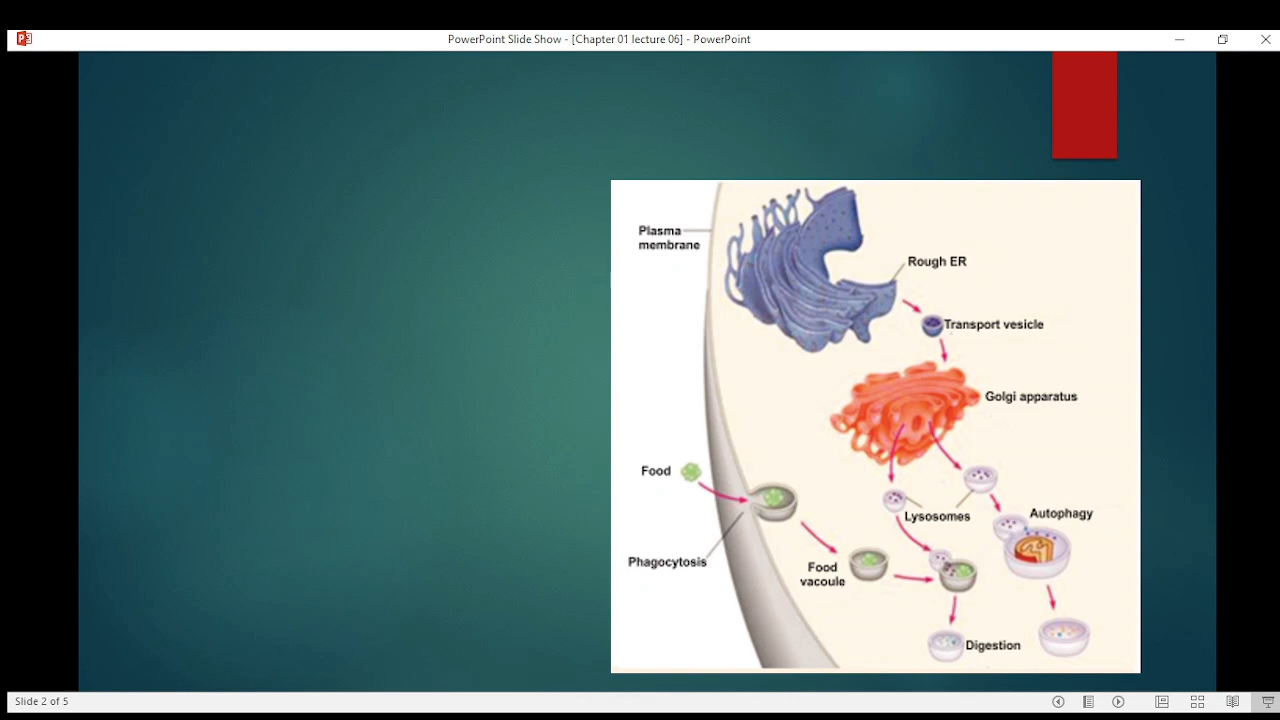 PowerPoint Slide Show - [Chapter 01 lecture 06] - PowerPoint
Plasma
membrane
Rough ER
Transport vesicle
Golgi apparatus
Food
Lysosomes
Autophagy
Phagocytosis
Food
vacoule
Digestion
Slide 2 of 5